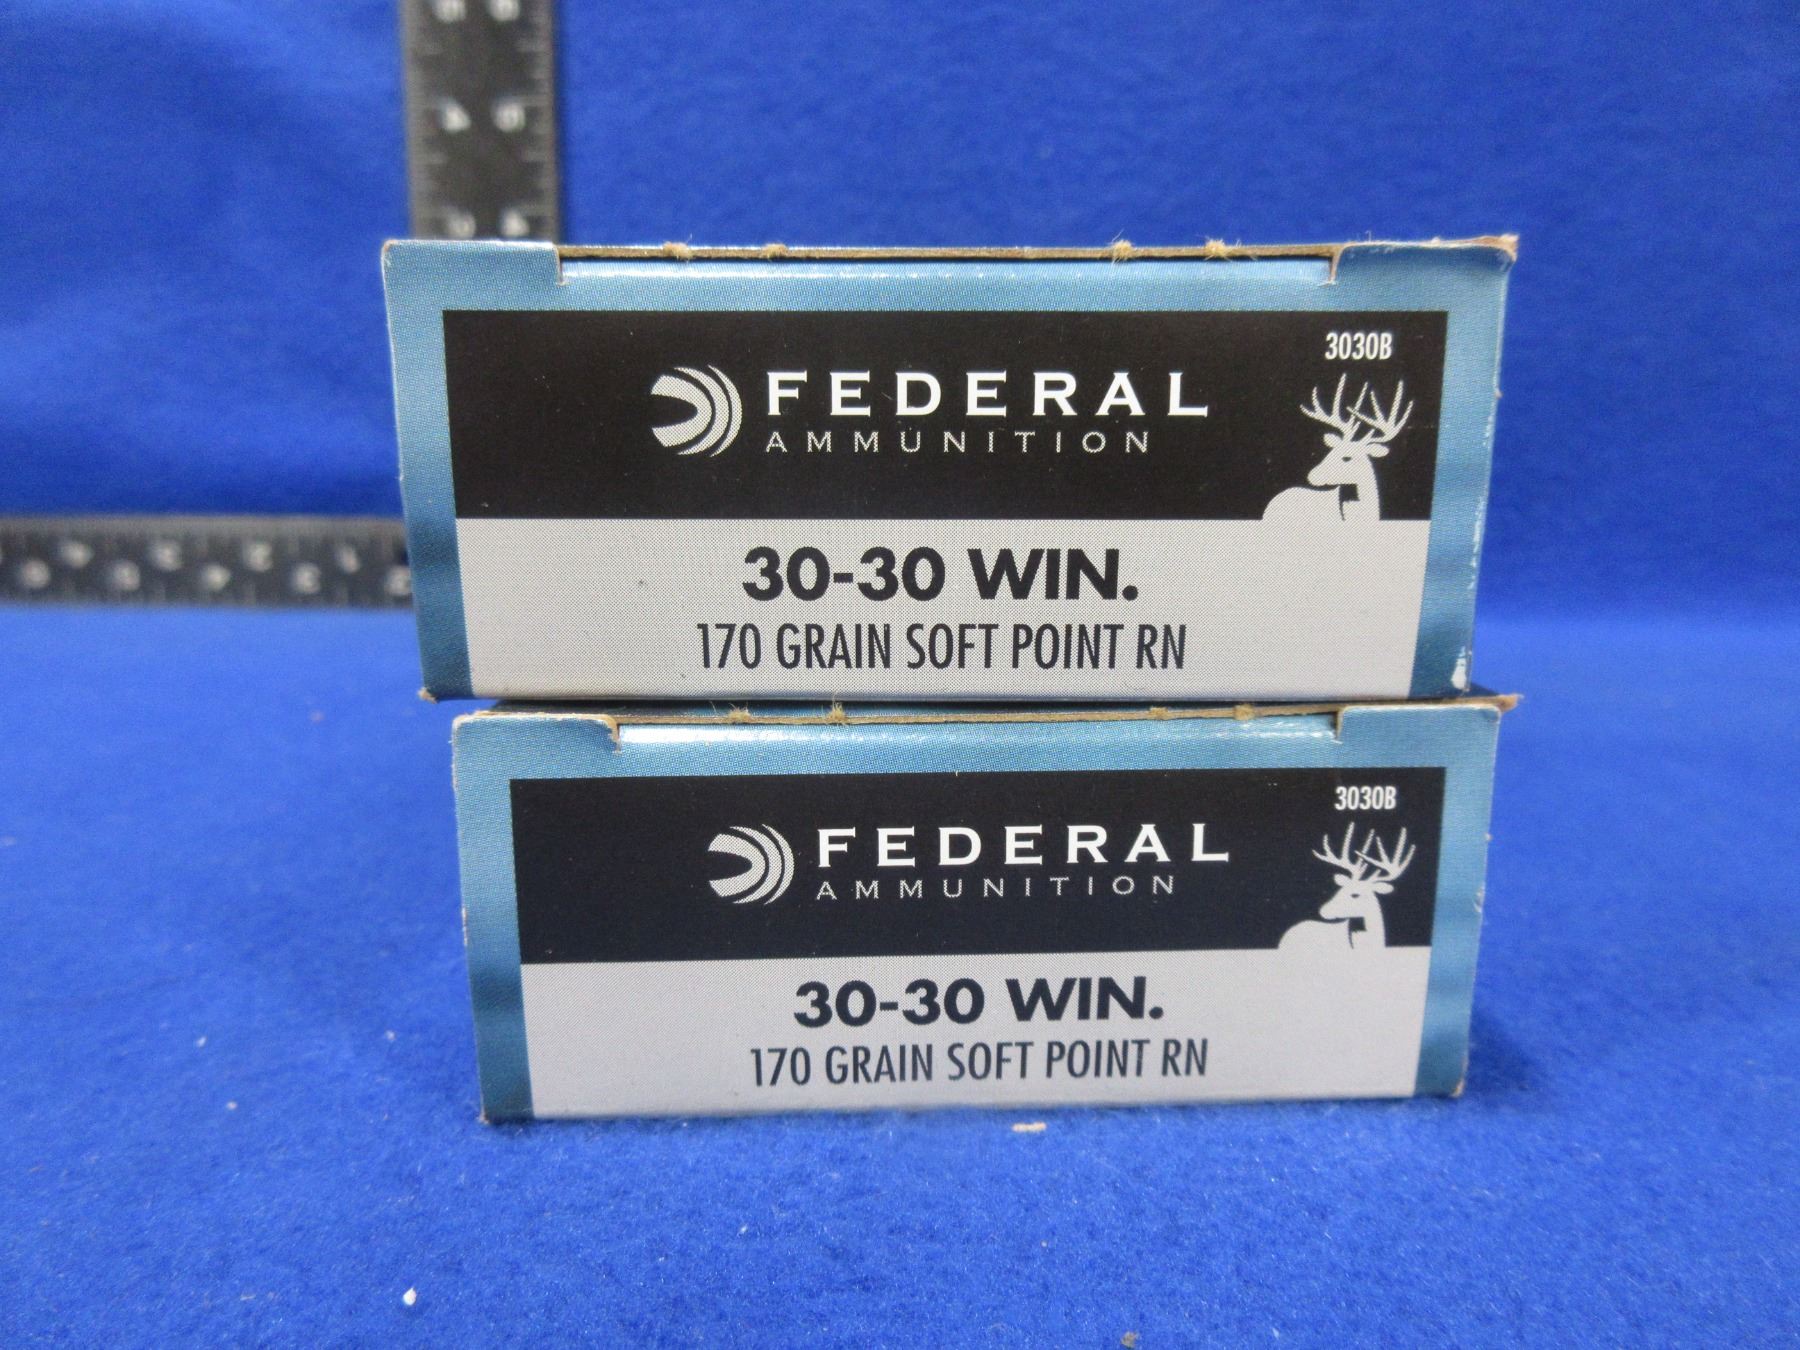 3030B
FEDERAL
AMMUNITION
30-30 WIN.
170 GRAIN SOFT POINT RN
3030B
FEDERAL
AMMUNITION
30-30 WIN.
170 GRAIN SOFT POINT RN